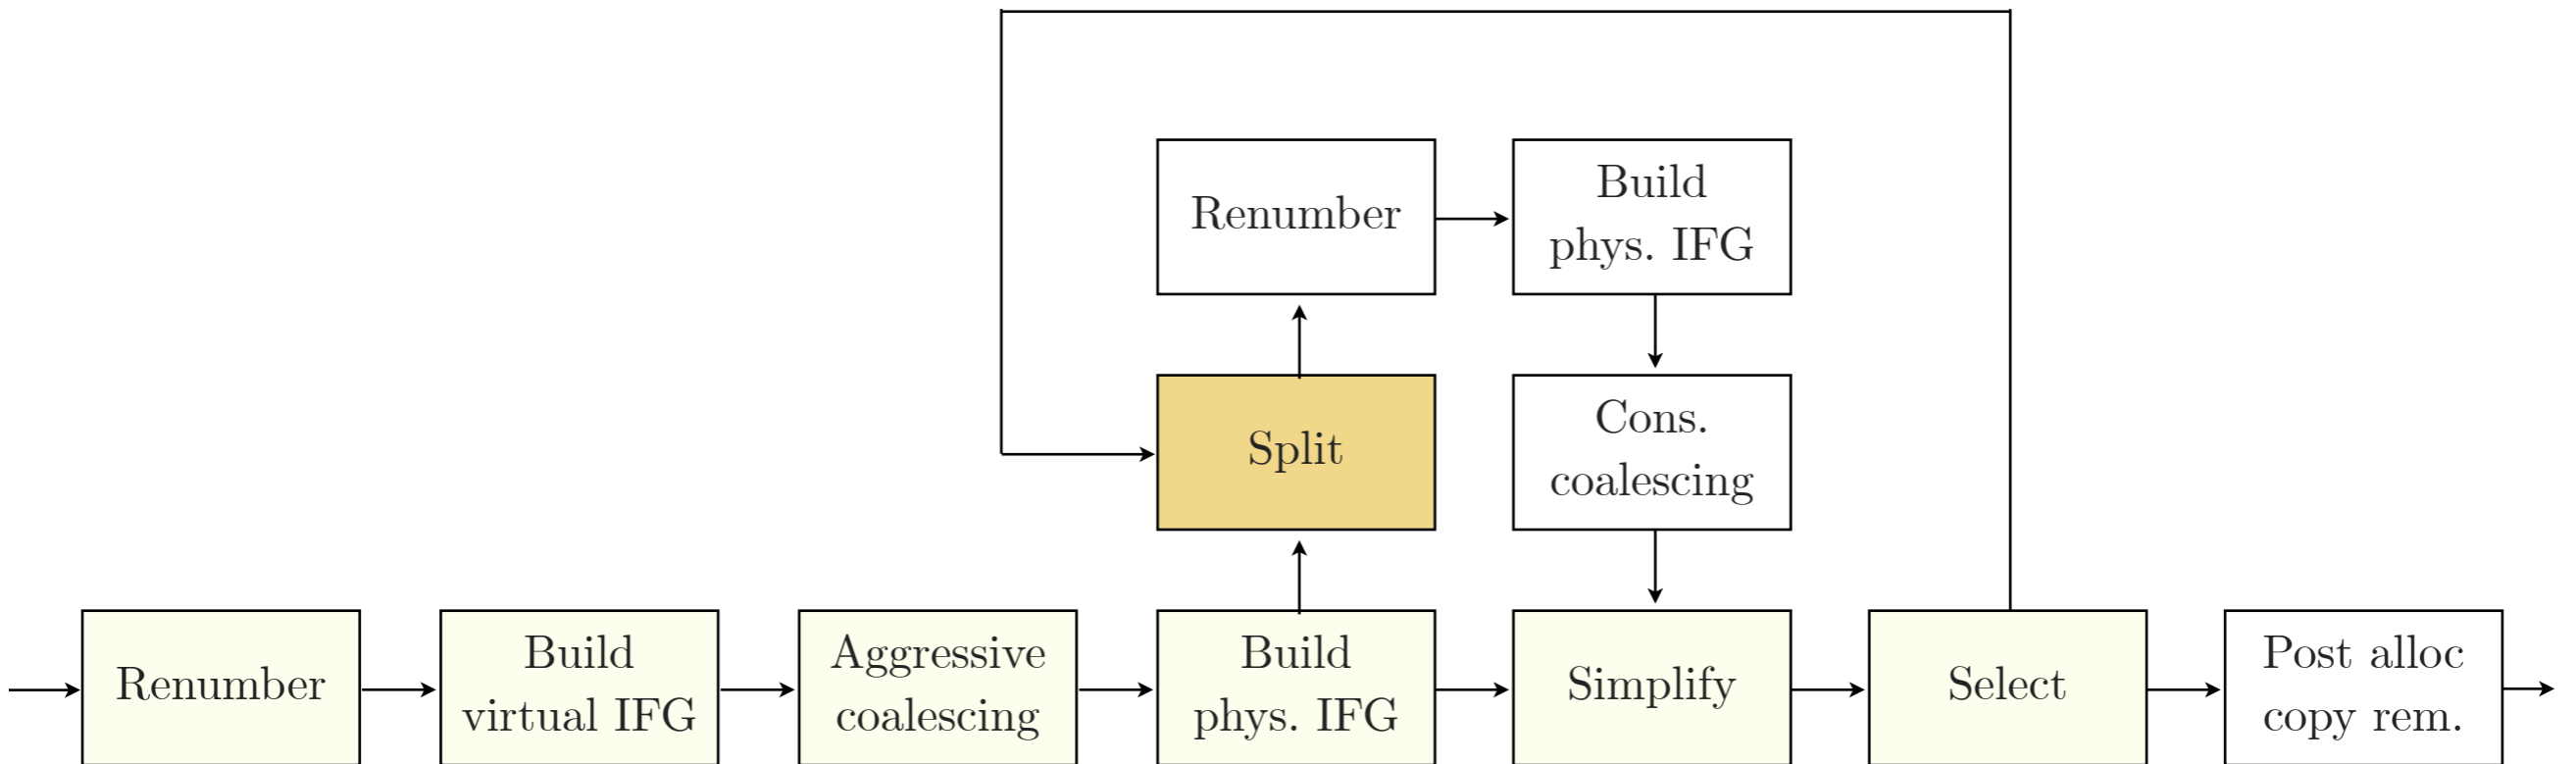 Renumber
Build
phys. IFG
Split
Cons.
coalescing
Renumber
Build
virtual IFG
Aggressive
coalescing
Build
phys. IFG
Simplify
Select
Post alloc
copy rem.